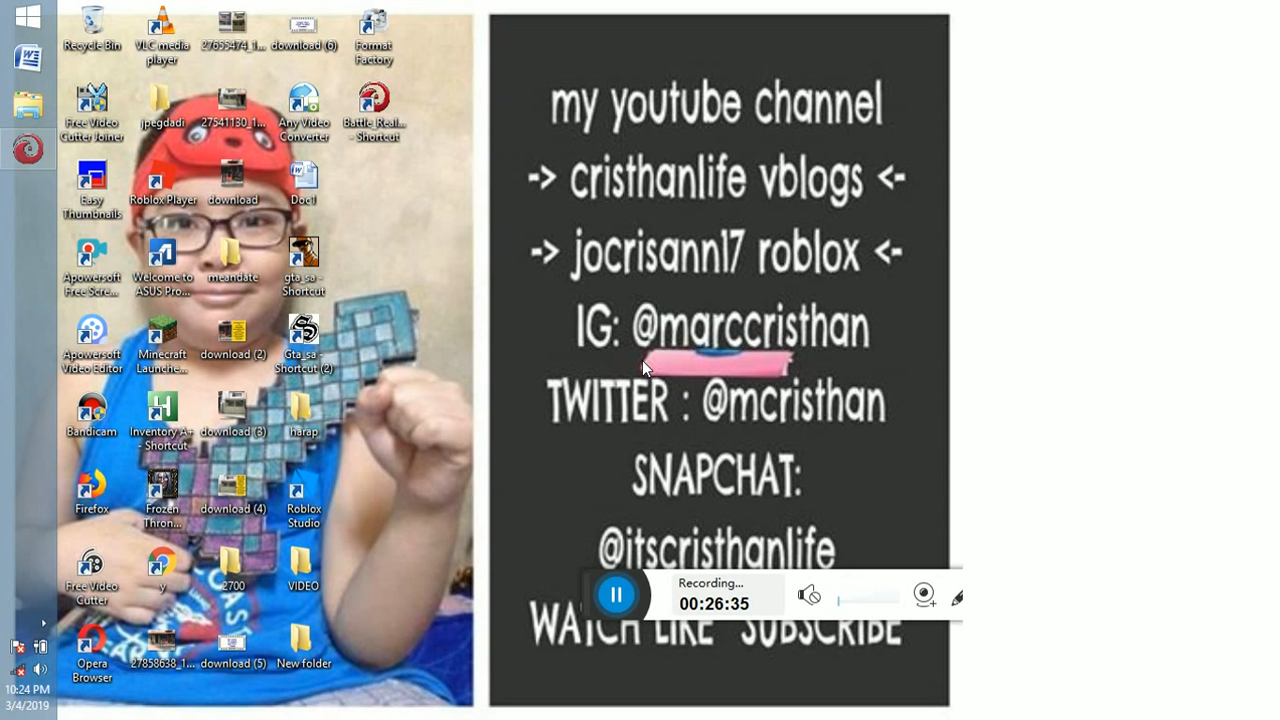 Recycle Bin
VLC media
player
27655474_1...
download (6)
Format
Factory
Free Video
Cutter Joiner
jpegdadi
27541130_1...
Any Video
Converter
Battle_Real...
- Shortcut
Easy
Thumbnails
Roblox Player
download
Doc1
Apowersoft
Free Scre...
Welcome to
ASUS Pro...
meandate
gta_sa -
Shortcut
Apowersoft
Video Editor
Minecraft
Launche...
download (2)
Gta_sa -
Shortcut (2)
Bandicam
Inventory A+
- Shortcut
download (3)
harap
Firefox
Frozen
Thron...
download (4)
Roblox
Studio
Free Video
Cutter
y
2700
VIDEO
Opera
Browser
27858638_1...
download (5)
New folder
10:24 PM
3/4/2019
my youtube channel
-> cristhanlife vblogs <-
-> jocrisann17 roblox <-
IG: @marccristhan
TWITTER : @mcristhan
SNAPCHAT:
@itscristhanlife
Recording...
00:26:35
WATCH LIKE SUBSCRIBE